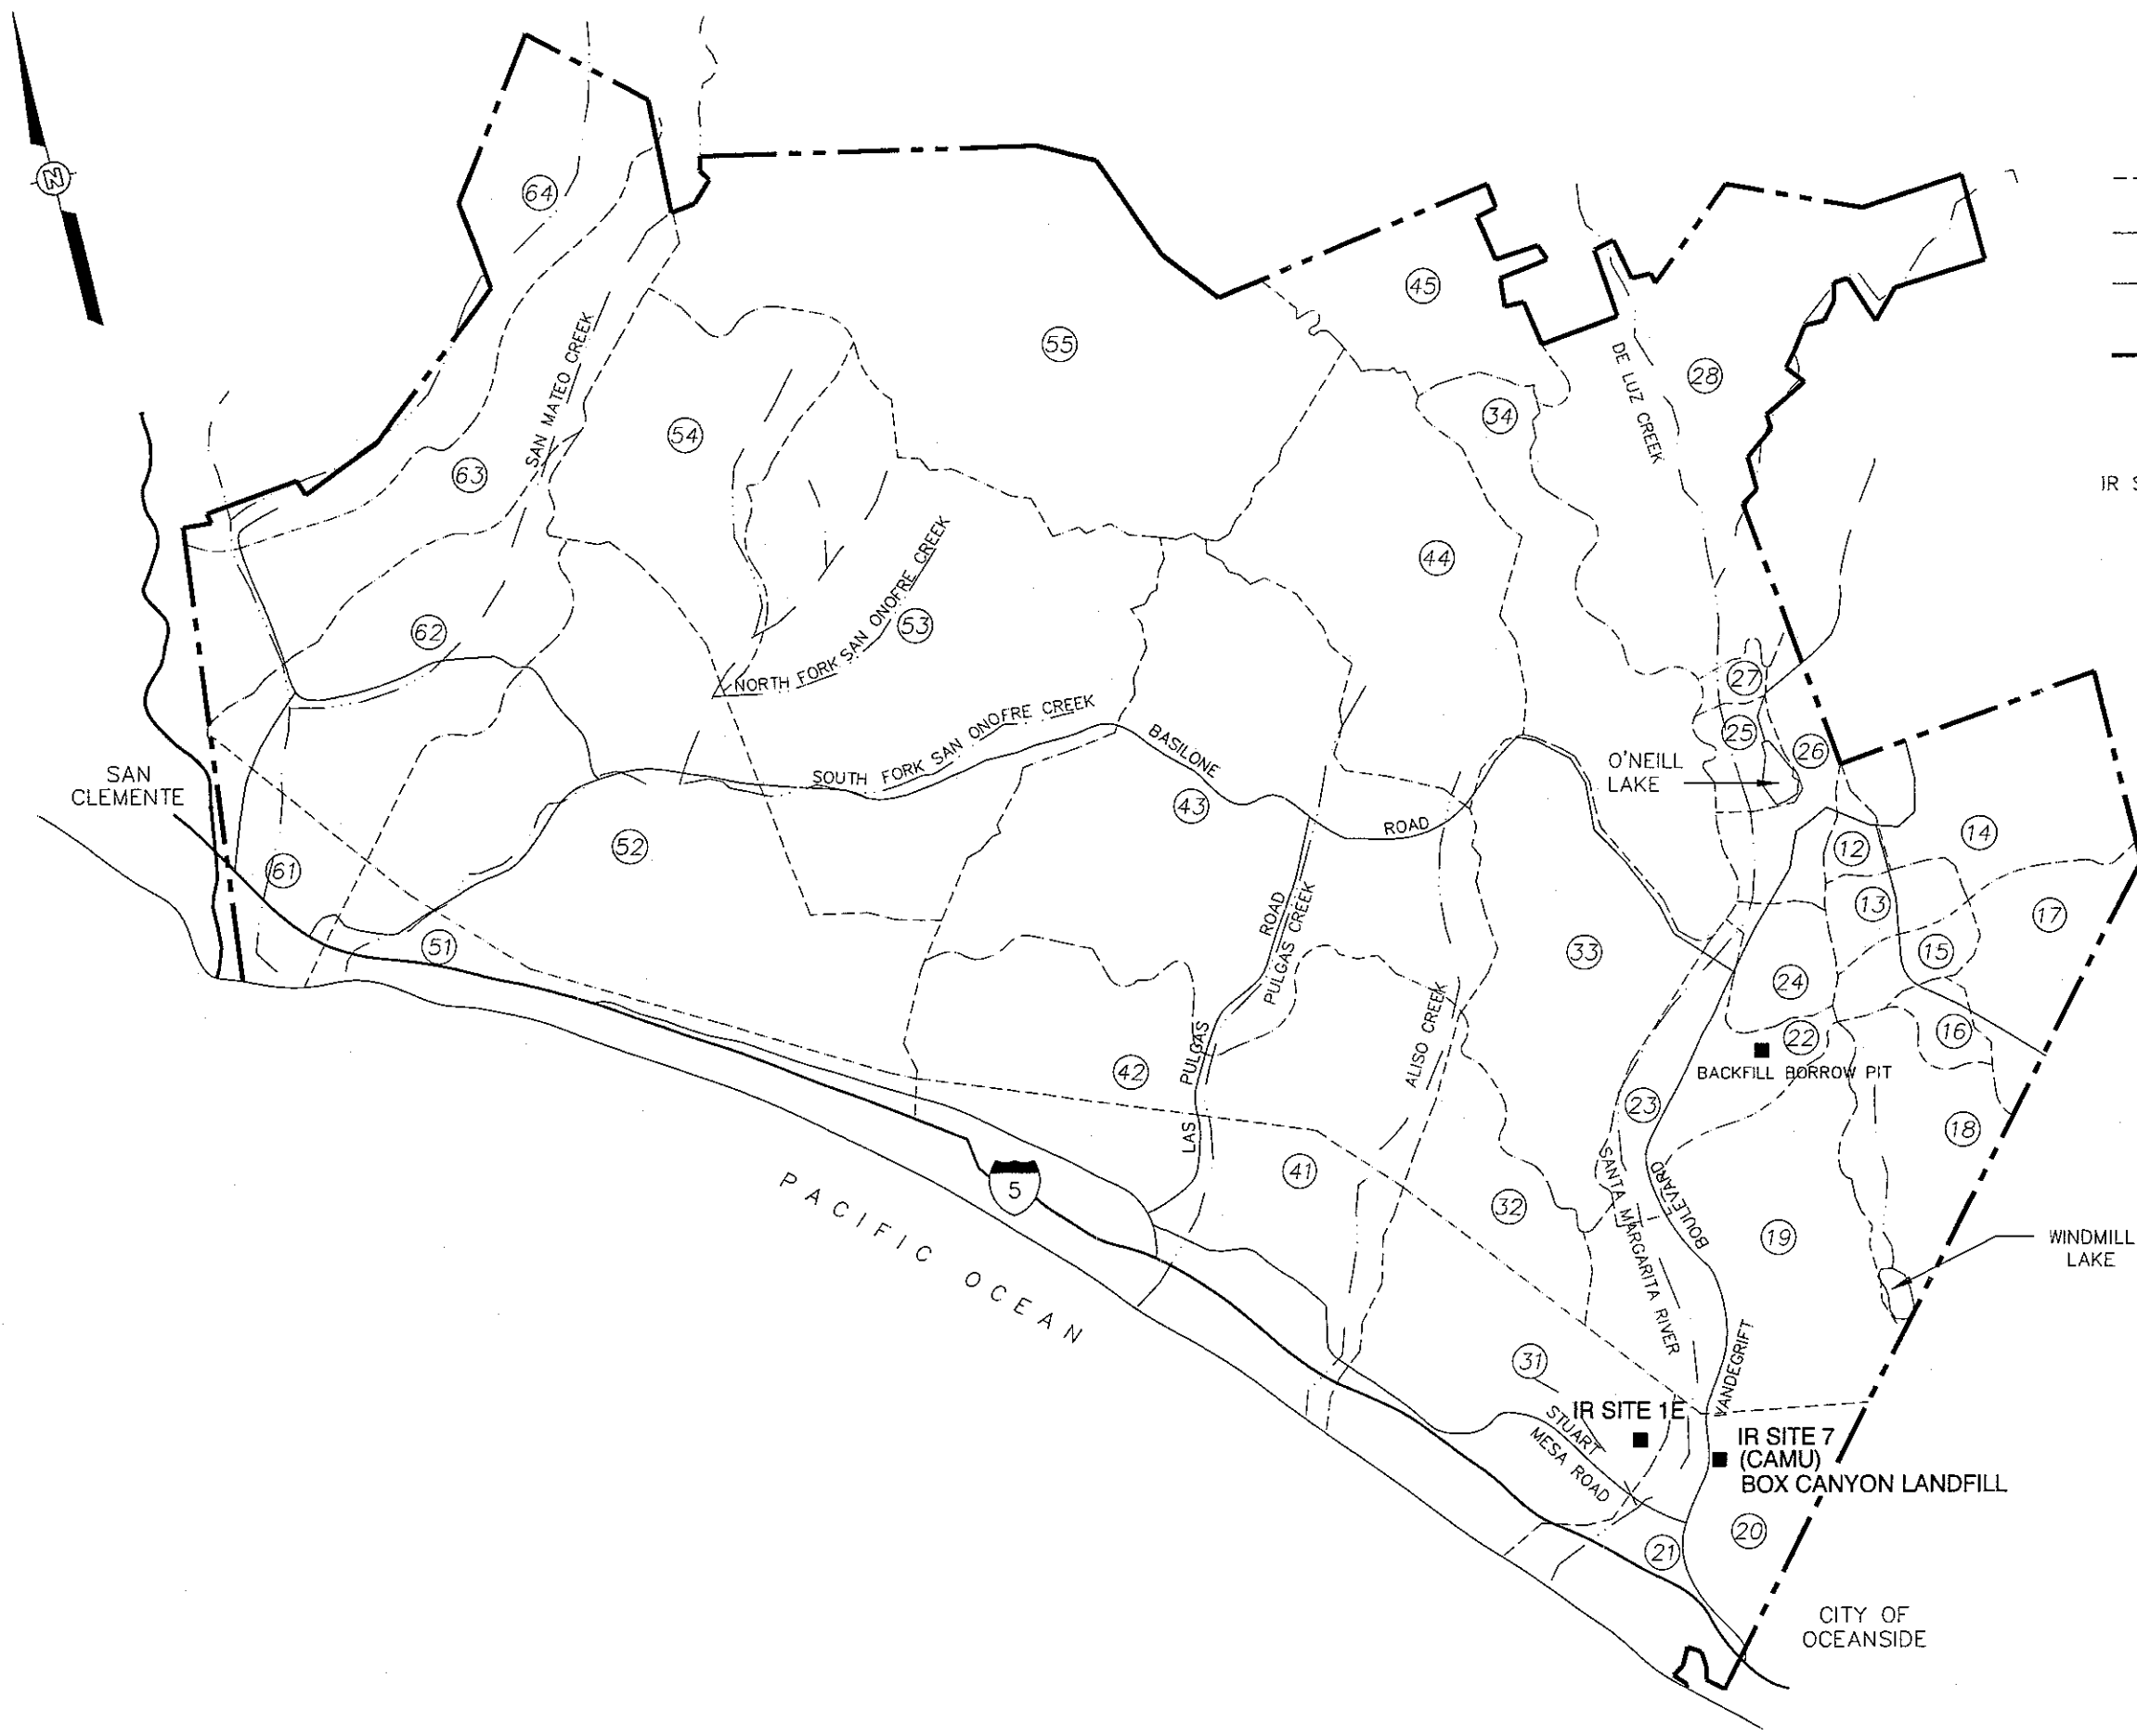 N
64
45
55
28
SAN MATEO CREEK
DE LUZ CREEK
34
54
63
IR
44
NORTH FORK SAN ONOFRE CREEK
53
62
27
SOUTH FORK SAN ONOFRE CREEK
25
26
BASILONE
ROAD
O'NEILL
LAKE
SAN
CLEMENTE
43
14
12
52
61
13
17
LAS PULGAS ROAD
PULGAS CREEK
51
33
15
24
ALISO CREEK
16
22
42
BACKFILL BORROW PIT
23
18
41
SANTA MARGARITA RIVER
VANDEGRIFT BOULEVARD
5
32
19
WINDMILL
LAKE
PACIFIC OCEAN
31
IR SITE 1E
STUART
MESA ROAD
IR SITE 7
(CAMU)
BOX CANYON LANDFILL
20
21
CITY OF
OCEANSIDE